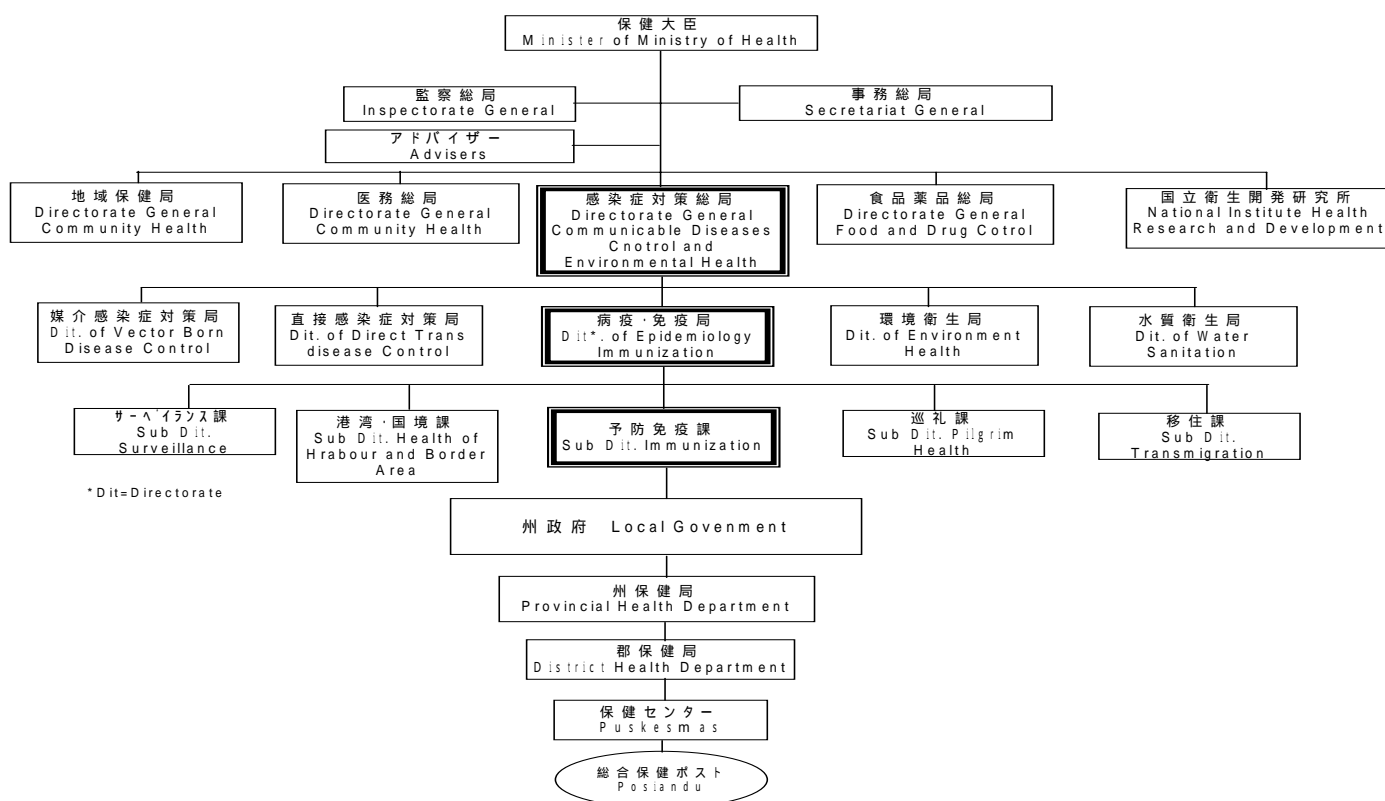 保健大臣
Minister of Ministry of Health
監察総局
Inspectorate General
事務総局
Secretariat General
アドバイザー
Advisers
地域保健局
Directorate General
Community Health
医務総局
Directorate General
Community Health
感染症対策総局
Directorate General
Communicable Diseases
Cnotrol and
Environmental Health
食品薬品総局
Directorate General
Food and Drug Cotrol
国立衛生開発研究所
National Institute Health
Research and Development
媒介感染症対策局
Dit. of Vector Born
Disease Control
直接感染症対策局
Dit. of Direct Trans
disease Control
病疫･免疫局
Dit*. of Epidemiology
Immunization
環境衛生局
Dit. of Environment
Health
水質衛生局
Dit. of Water
Sanitation
サーベイランス課
Sub Dit.
Surveillance
港湾･国境課
Sub Dit. Health of
Hrabour and Border
Area
予防免疫課
Sub Dit. Immunization
巡礼課
Sub Dit. Pilgrim
Health
移住課
Sub Dit.
Transmigration
*Dit=Directorate
州政府 Local Govenment
州保健局
Provincial Health Department
郡保健局
District Health Department
保健センター
Puskesmas
総合保健ポスト
Posiandu